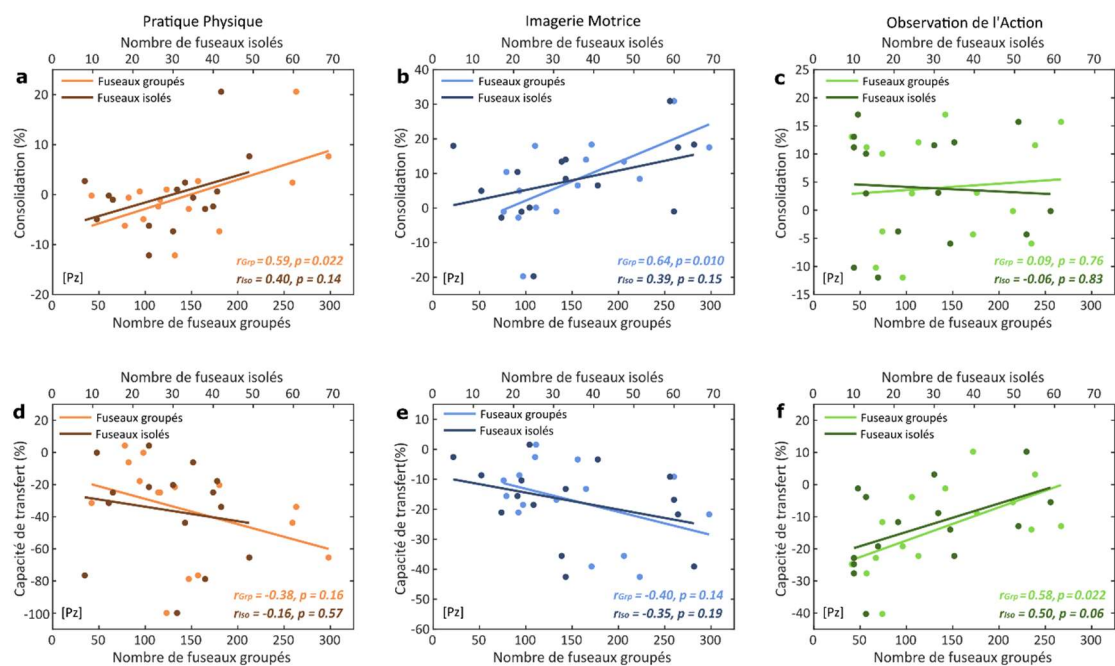 Pratique Physique
Imagerie Motrice
Observation de l'Action
Nombre de fuseaux isolés
Nombre de fuseaux isolés
Nombre de fuseaux isolés
0 10 20 30 40 50 60 70
0 10 20 30 40 50 60 70
0 10 20 30 40 50 60 70
a
Fuseaux groupés
Fuseaux isolés
Consolidation (%)
20
10
0
-10
-20
[Pz]
rGrp = 0.59, p = 0.022
rIso = 0.40, p = 0.14
0 50 100 150 200 250 300
Nombre de fuseaux groupés
b
Fuseaux groupés
Fuseaux isolés
Consolidation (%)
40
30
20
10
0
-10
-20
[Pz]
rGrp = 0.64, p = 0.010
rIso = 0.39, p = 0.15
0 50 100 150 200 250 300
Nombre de fuseaux groupés
c
Fuseaux groupés
Fuseaux isolés
Consolidation (%)
25
20
15
10
5
0
-5
-10
-15
[Pz]
rGrp = 0.09, p = 0.76
rIso = -0.06, p = 0.83
0 50 100 150 200 250 300
Nombre de fuseaux groupés
Nombre de fuseaux isolés
Nombre de fuseaux isolés
Nombre de fuseaux isolés
0 10 20 30 40 50 60 70
0 10 20 30 40 50 60 70
0 10 20 30 40 50 60 70
d
Fuseaux groupés
Fuseaux isolés
Capacité de transfert (%)
20
0
-20
-40
-60
-80
-100
[Pz]
rGrp = -0.38, p = 0.16
rIso = -0.16, p = 0.57
0 50 100 150 200 250 300
Nombre de fuseaux groupés
e
Fuseaux groupés
Fuseaux isolés
Capacité de transfert(%)
10
0
-10
-20
-30
-40
-50
-60
[Pz]
rGrp = -0.40, p = 0.14
rIso = -0.35, p = 0.19
0 50 100 150 200 250 300
Nombre de fuseaux groupés
f
Fuseaux groupés
Fuseaux isolés
Capacité de transfert (%)
20
10
0
-10
-20
-30
-40
[Pz]
rGrp = 0.58, p = 0.022
rIso = 0.50, p = 0.06
0 50 100 150 200 250 300
Nombre de fuseaux groupés